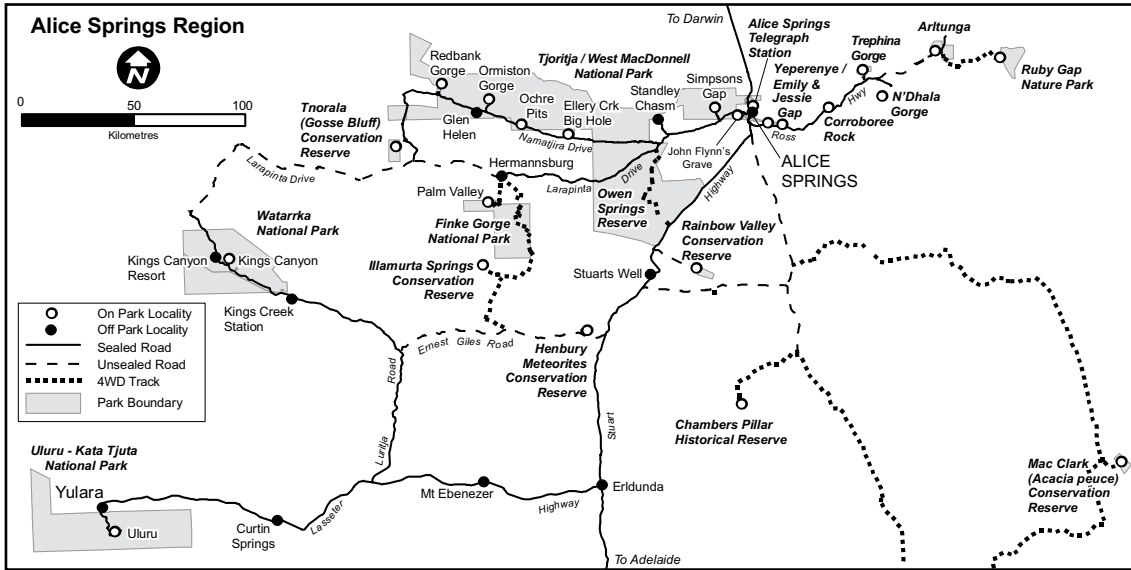 Alice Springs Region
N
0 50 100
Kilometres
To Darwin
Alice Springs
Telegraph
Station
Arltunga
Trephina
Gorge
Ruby Gap
Nature Park
Yeperenye /
Emily &
Jessie
Gap
N'Dhala
Gorge
Corroboree
Rock
Ross
Hwy
Redbank
Gorge
Ormiston
Gorge
Tjoritja / West MacDonnell
National Park
Simpsons
Gap
Standley
Chasm
Ochre
Pits
Ellery Crk
Big Hole
Tnorala
(Gosse Bluff)
Conservation
Reserve
Glen
Helen
Namatjira Drive
John Flynn's
Grave
ALICE
SPRINGS
Larapinta Drive
Hermannsburg
Larapinta
Drive
Highway
Palm Valley
Owen
Springs
Reserve
Watarrka
National Park
Finke Gorge
National Park
Rainbow Valley
Conservation
Reserve
Kings Canyon
Resort
Kings Canyon
Illamurta Springs
Conservation
Reserve
Stuarts Well
Kings Creek
Station
Ernest Giles Road
Henbury
Meteorites
Conservation
Reserve
On Park Locality
Off Park Locality
Sealed Road
Unsealed Road
4WD Track
Park Boundary
Road
Luritja
Stuart
Chambers Pillar
Historical Reserve
Uluru - Kata Tjuta
National Park
Yulara
Uluru
Curtin
Springs
Lasseter
Mt Ebenezer
Highway
Erldunda
Mac Clark
(Acacia peuce)
Conservation
Reserve
To Adelaide